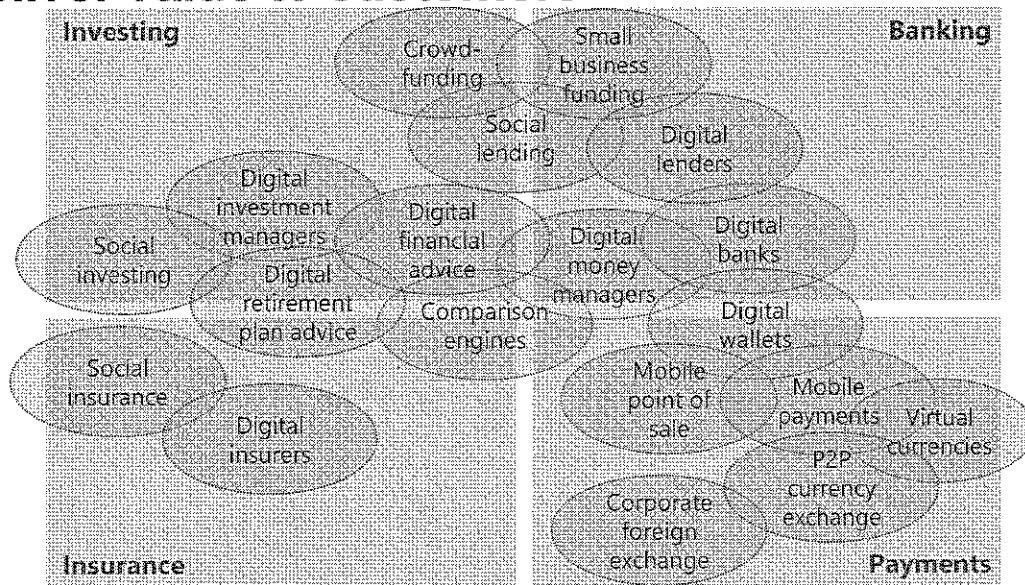 Investing
Banking
Crowd-
funding
Small
business
funding
Social
lending
Digital
lenders
Digital
investment
managers
Digital
financial
advice
Digital
money
managers
Digital
banks
Social
investing
Digital
retirement
plan advice
Comparison
engines
Digital
wallets
Social
insurance
Digital
insurers
Mobile
point of
sale
Mobile
payments
Virtual
currencies
P2P
currency
exchange
Corporate
foreign
exchange
Insurance
Payments